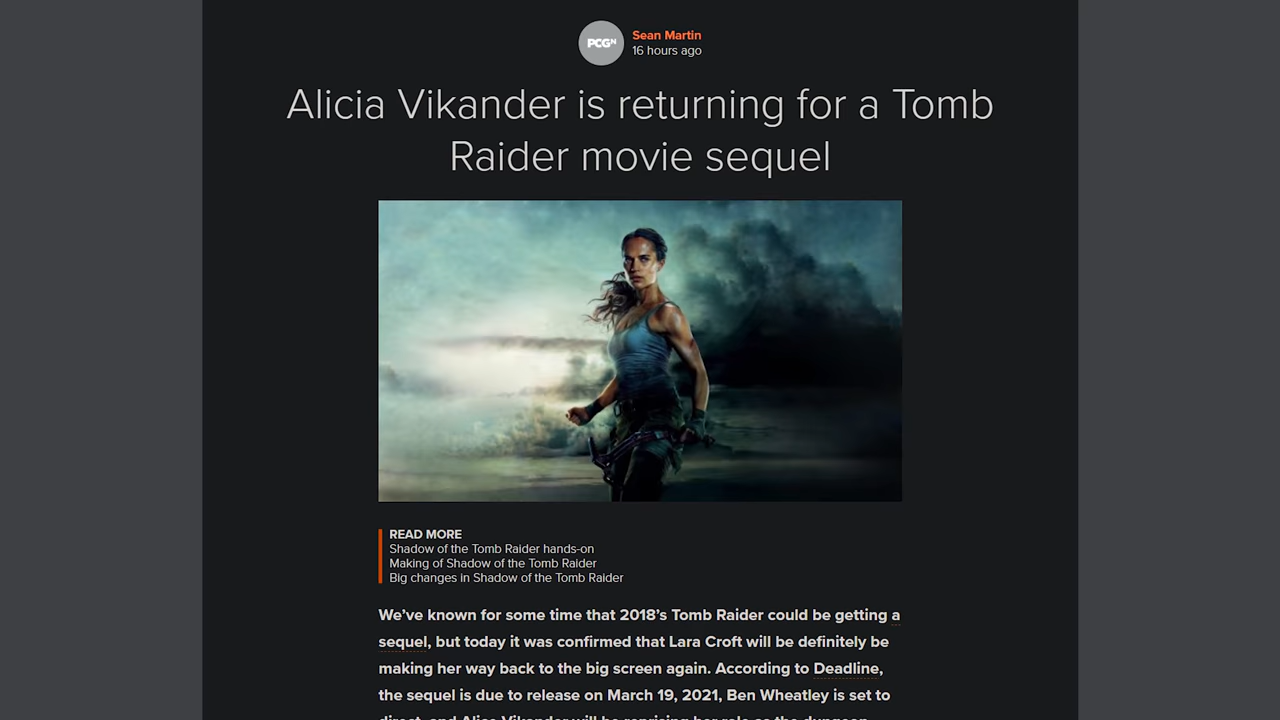 PCGN
Sean Martin
16 hours ago
Alicia Vikander is returning for a Tomb
Raider movie sequel
READ MORE
Shadow of the Tomb Raider hands-on
Making of Shadow of the Tomb Raider
Big changes in Shadow of the Tomb Raider
We’ve known for some time that 2018’s Tomb Raider could be getting a
sequel, but today it was confirmed that Lara Croft will be definitely be
making her way back to the big screen again. According to Deadline,
the sequel is due to release on March 19, 2021, Ben Wheatley is set to
direct, and Alice Vikander will be reprising her role as the dungeon